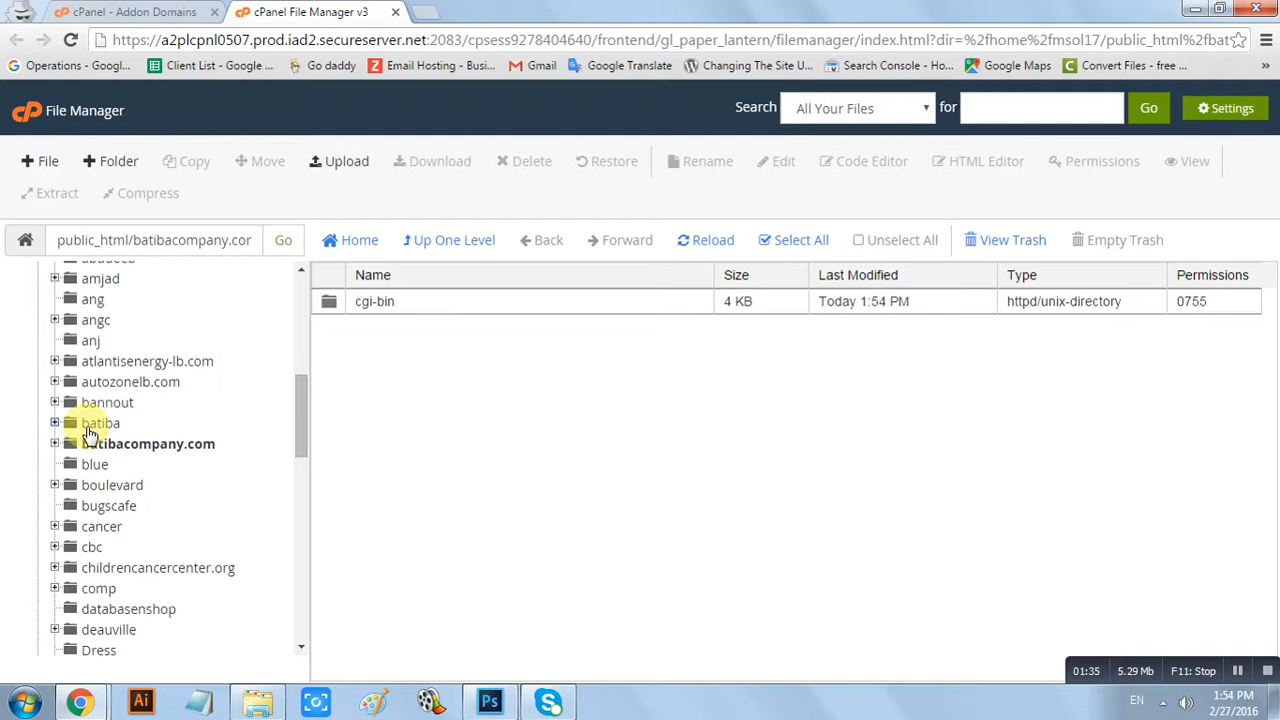 cPanel - Addon Domains
cPanel File Manager v3
https://a2plcpnl0507.prod.iad2.secureserver.net:2083/cpsess9278404640/frontend/gl_paper_lantern/filemanager/index.html?dir=%2fhome%2fmsol17/public_html%2fbat
Operations - Googl...
Client List - Google ...
Go daddy
Email Hosting - Busi...
Gmail
Google Translate
Changing The Site U...
Search Console - Ho...
Google Maps
Convert Files - free ...
»
cP File Manager
Search All Your Files for Go Settings
File Folder Copy Move Upload Download Delete Restore Rename Edit Code Editor HTML Editor Permissions View
Extract Compress
public_html/batibacompany.cor Go Home Up One Level Back Forward Reload Select All Unselect All View Trash Empty Trash
Name Size Last Modified Type Permissions
cgi-bin 4 KB Today 1:54 PM httpd/unix-directory 0755
amjad
ang
angc
anj
atlantisenergy-lb.com
autozonelb.com
bannout
batiba
batibacompany.com
blue
boulevard
bugscafe
cancer
cbc
childrencancercenter.org
comp
databasenshop
deauville
Dress
01:35 5.29 Mb F11: Stop
Ai
Ps
EN
1:54 PM
2/27/2016